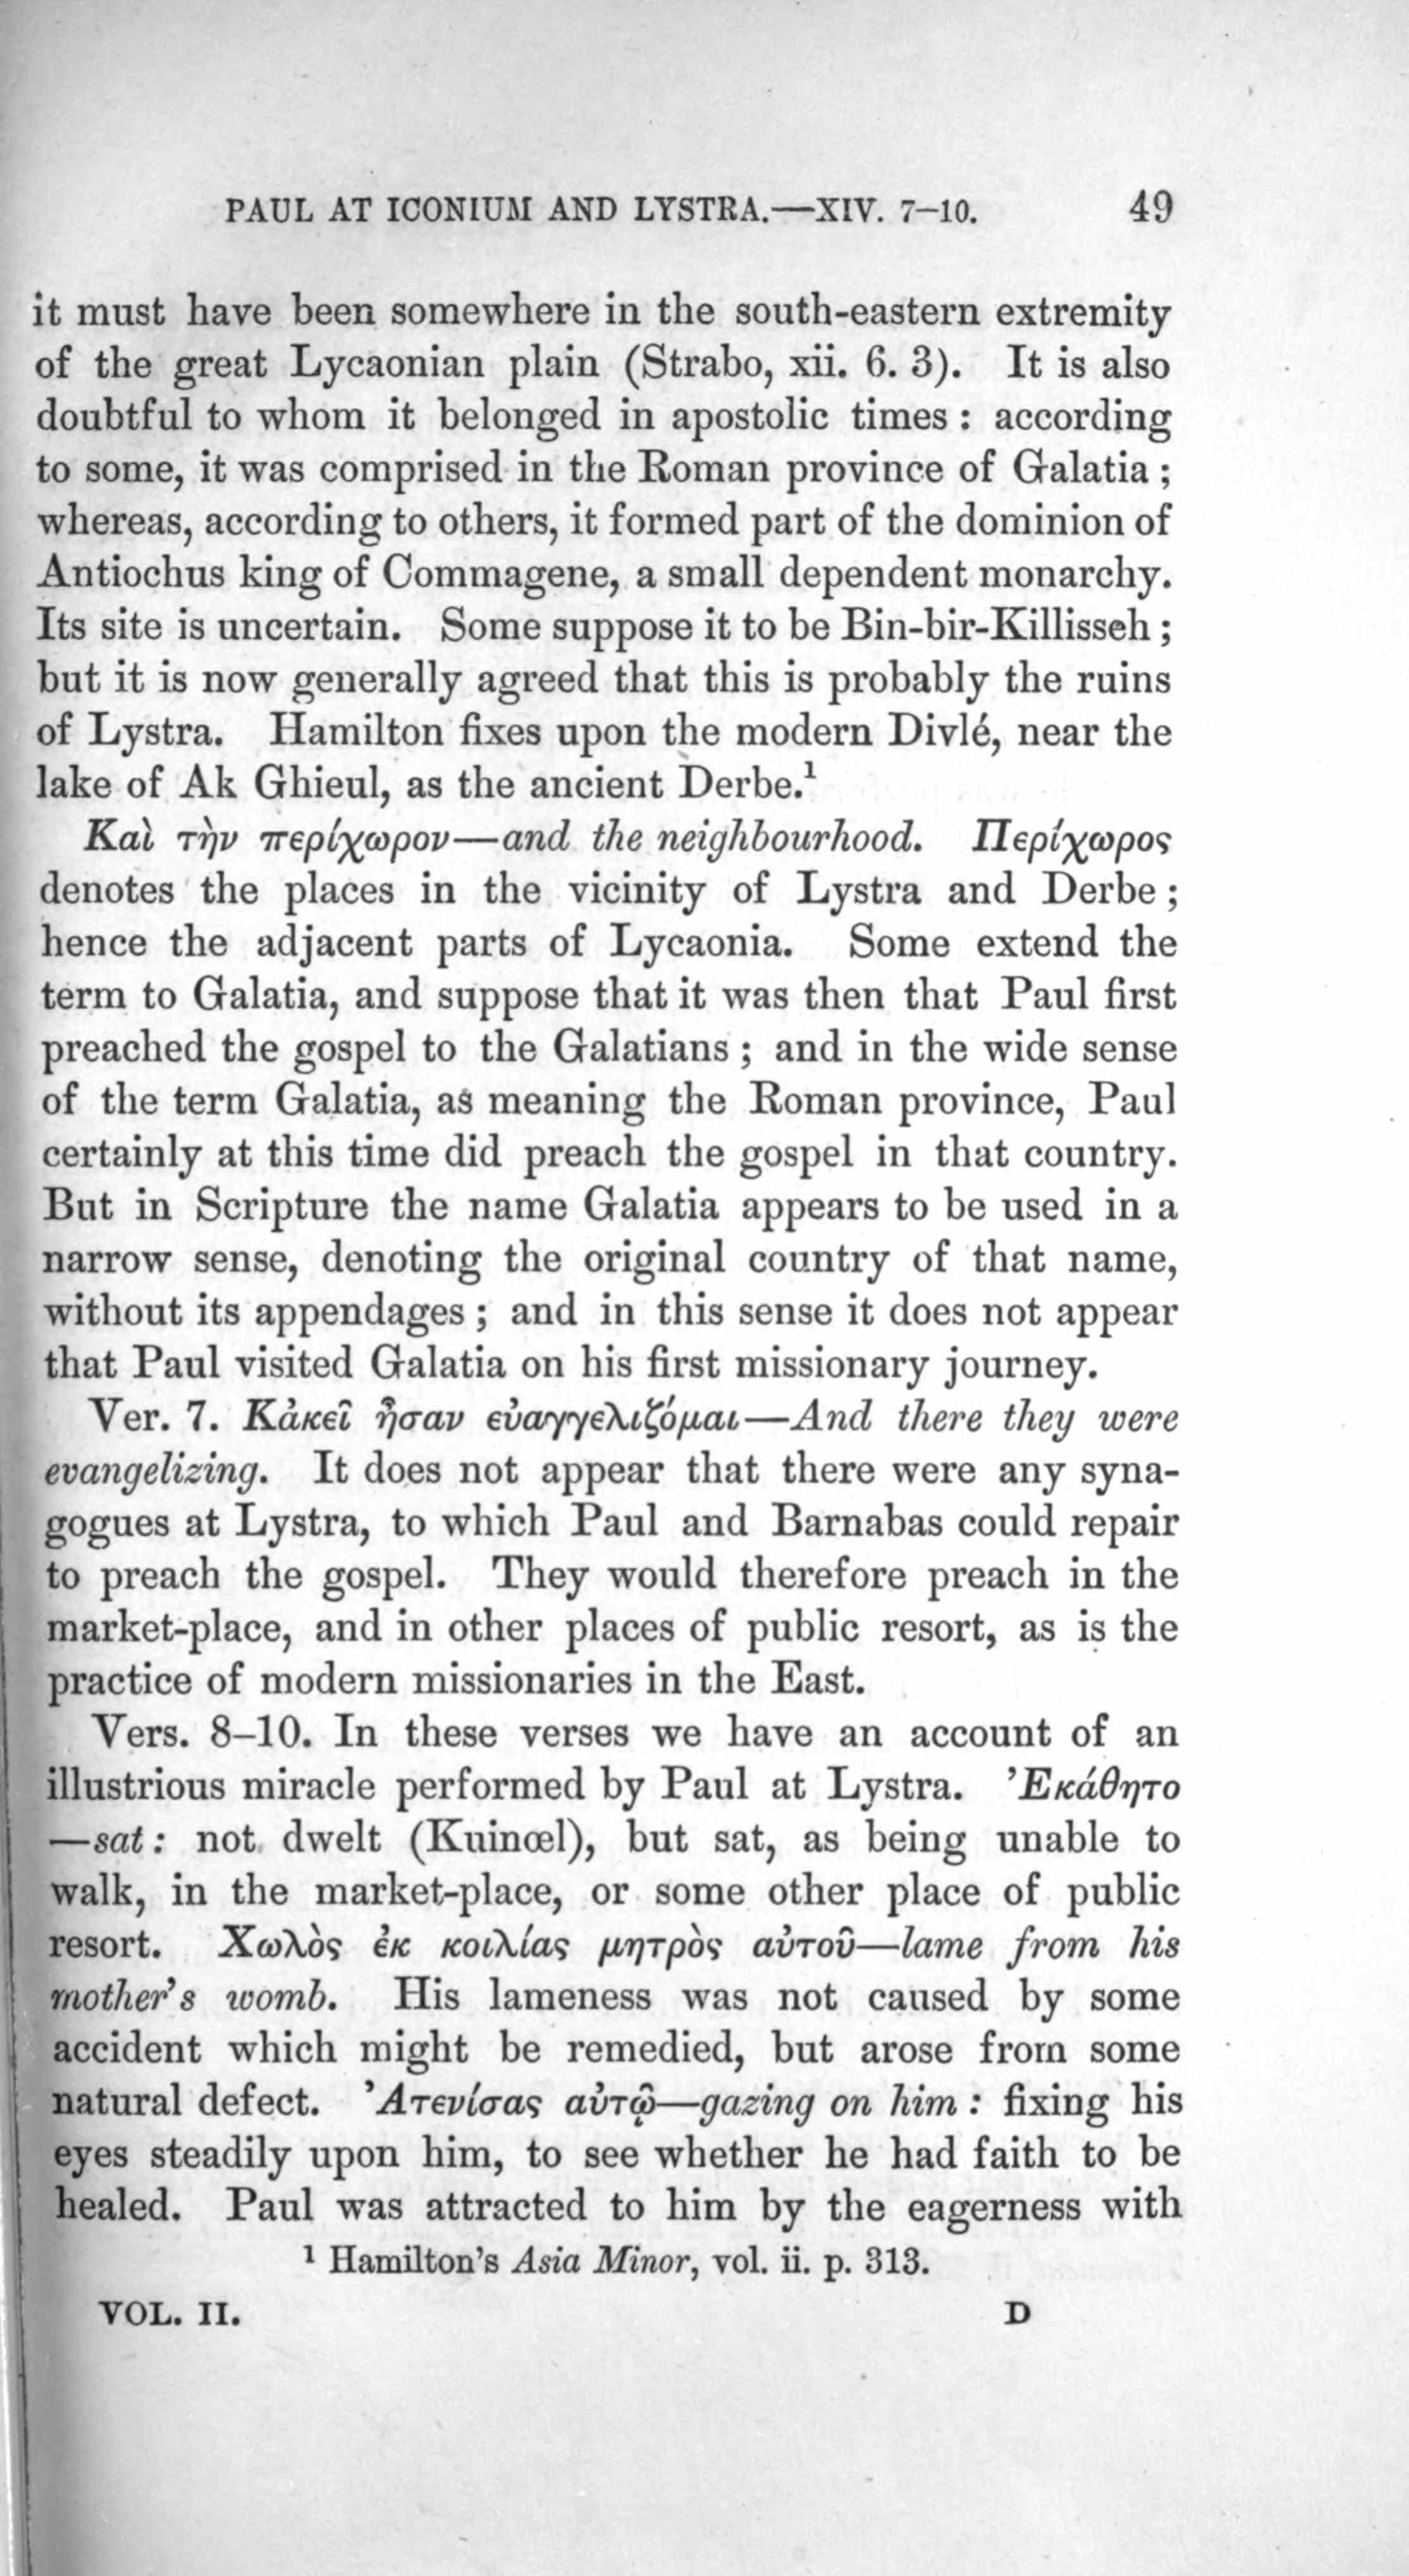 PAUL AT ICONIUM AND LYSTRA.—XIV. 7–10. 49
it must have been somewhere in the south-eastern extremity
of the great Lycaonian plain (Strabo, xii. 6. 3). It is also
doubtful to whom it belonged in apostolic times : according
to some, it was comprised in the Roman province of Galatia ;
whereas, according to others, it formed part of the dominion of
Antiochus king of Commagene, a small dependent monarchy.
Its site is uncertain. Some suppose it to be Bin-bir-Killisseh ;
but it is now generally agreed that this is probably the ruins
of Lystra. Hamilton fixes upon the modern Divlé, near the
lake of Ak Ghieul, as the ancient Derbe.¹
Καὶ τὴν περίχωρον—and the neighbourhood. Περίχωρος
denotes the places in the vicinity of Lystra and Derbe ;
hence the adjacent parts of Lycaonia. Some extend the
term to Galatia, and suppose that it was then that Paul first
preached the gospel to the Galatians ; and in the wide sense
of the term Galatia, as meaning the Roman province, Paul
certainly at this time did preach the gospel in that country.
But in Scripture the name Galatia appears to be used in a
narrow sense, denoting the original country of that name,
without its appendages ; and in this sense it does not appear
that Paul visited Galatia on his first missionary journey.
Ver. 7. Κἀκεῖ ἦσαν εὐαγγελιζόμαι—And there they were
evangelizing. It does not appear that there were any syna-
gogues at Lystra, to which Paul and Barnabas could repair
to preach the gospel. They would therefore preach in the
market-place, and in other places of public resort, as is the
practice of modern missionaries in the East.
Vers. 8–10. In these verses we have an account of an
illustrious miracle performed by Paul at Lystra. Ἐκάθητο
—sat : not dwelt (Kuinœl), but sat, as being unable to
walk, in the market-place, or some other place of public
resort. Χωλὸς ἐκ κοιλίας μητρὸς αὐτοῦ—lame from his
mother's womb. His lameness was not caused by some
accident which might be remedied, but arose from some
natural defect. Ἀτενίσας αὐτῷ—gazing on him : fixing his
eyes steadily upon him, to see whether he had faith to be
healed. Paul was attracted to him by the eagerness with
¹ Hamilton's Asia Minor, vol. ii. p. 313.
VOL. II. D